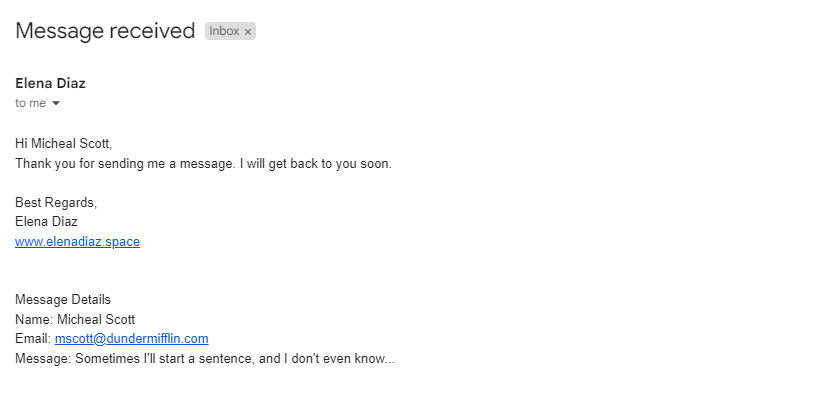 Message received Inbox ×
Elena Diaz
to me
Hi Micheal Scott,
Thank you for sending me a message. I will get back to you soon.
Best Regards,
Elena Diaz
www.elenadiaz.space
Message Details
Name: Micheal Scott
Email: mscott@dundermifflin.com
Message: Sometimes I'll start a sentence, and I don't even know...